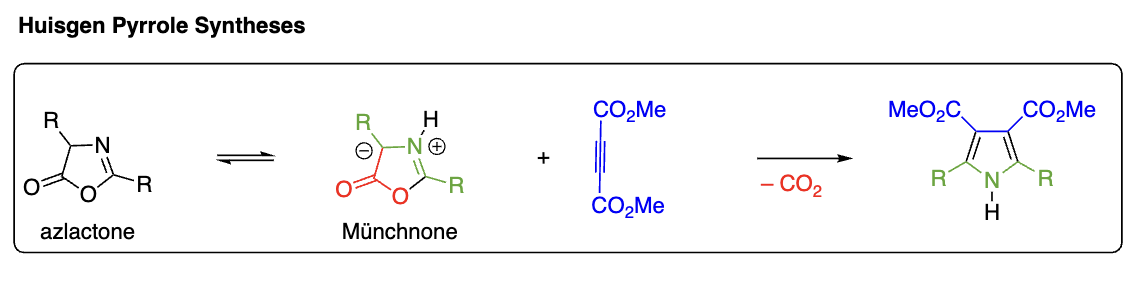 Huisgen Pyrrole Syntheses
R
N
O
O
R
azlactone
R
H
N
⊖
⊕
O
O
R
Münchnone
+
CO₂Me
CO₂Me
– CO₂
MeO₂C
CO₂Me
R
N
R
H